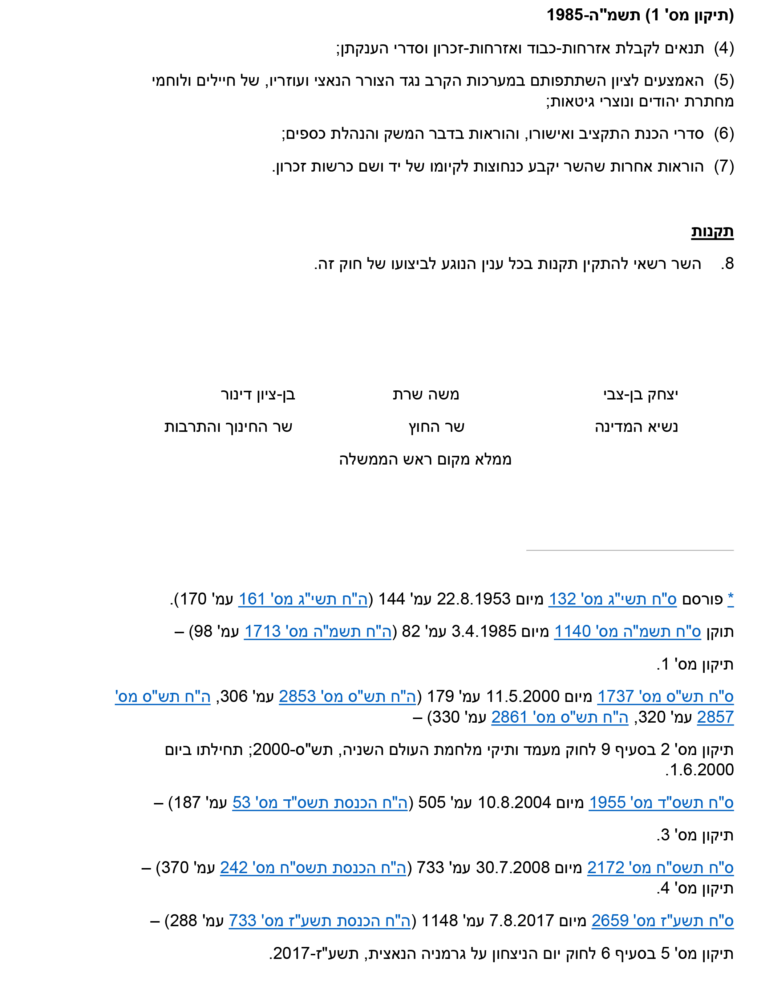 (תיקון מס' 1) תשמ"ה-1985
(4) תנאים לקבלת אזרחות-כבוד ואזרחות-זכרון וסדרי הענקתן;
(5) האמצעים לציון השתתפותם במערכות הקרב נגד הצורר הנאצי ועוזריו, של חיילים ולוחמי
מחתרת יהודים ונוצרי גיטאות;
(6) סדרי הכנת התקציב ואישורו, והוראות בדבר המשק והנהלת כספים;
(7) הוראות אחרות שהשר יקבע כנחוצות לקיומו של יד ושם כרשות זכרון.
תקנות
8. השר רשאי להתקין תקנות בכל ענין הנוגע לביצועו של חוק זה.
יצחק בן-צבי משה שרת בן-ציון דינור
נשיא המדינה שר החוץ שר החינוך והתרבות
ממלא מקום ראש הממשלה
* פורסם ס"ח תשי"ג מס' 132 מיום 22.8.1953 עמ' 144 (ה"ח תשי"ג מס' 161 עמ' 170).
תוקן ס"ח תשמ"ה מס' 1140 מיום 3.4.1985 עמ' 82 (ה"ח תשמ"ה מס' 1713 עמ' 98) –
תיקון מס' 1.
ס"ח תש"ס מס' 1737 מיום 11.5.2000 עמ' 179 (ה"ח תש"ס מס' 2853 עמ' 306, ה"ח תש"ס מס'
2857 עמ' 320, ה"ח תש"ס מס' 2861 עמ' 330) –
תיקון מס' 2 בסעיף 9 לחוק מעמד ותיקי מלחמת העולם השניה, תש"ס-2000; תחילתו ביום
1.6.2000.
ס"ח תשס"ד מס' 1955 מיום 10.8.2004 עמ' 505 (ה"ח הכנסת תשס"ד מס' 53 עמ' 187) –
תיקון מס' 3.
ס"ח תשס"ח מס' 2172 מיום 30.7.2008 עמ' 733 (ה"ח הכנסת תשס"ח מס' 242 עמ' 370) –
תיקון מס' 4.
ס"ח תשע"ז מס' 2659 מיום 7.8.2017 עמ' 1148 (ה"ח הכנסת תשע"ז מס' 733 עמ' 288) –
תיקון מס' 5 בסעיף 6 לחוק יום הניצחון על גרמניה הנאצית, תשע"ז-2017.